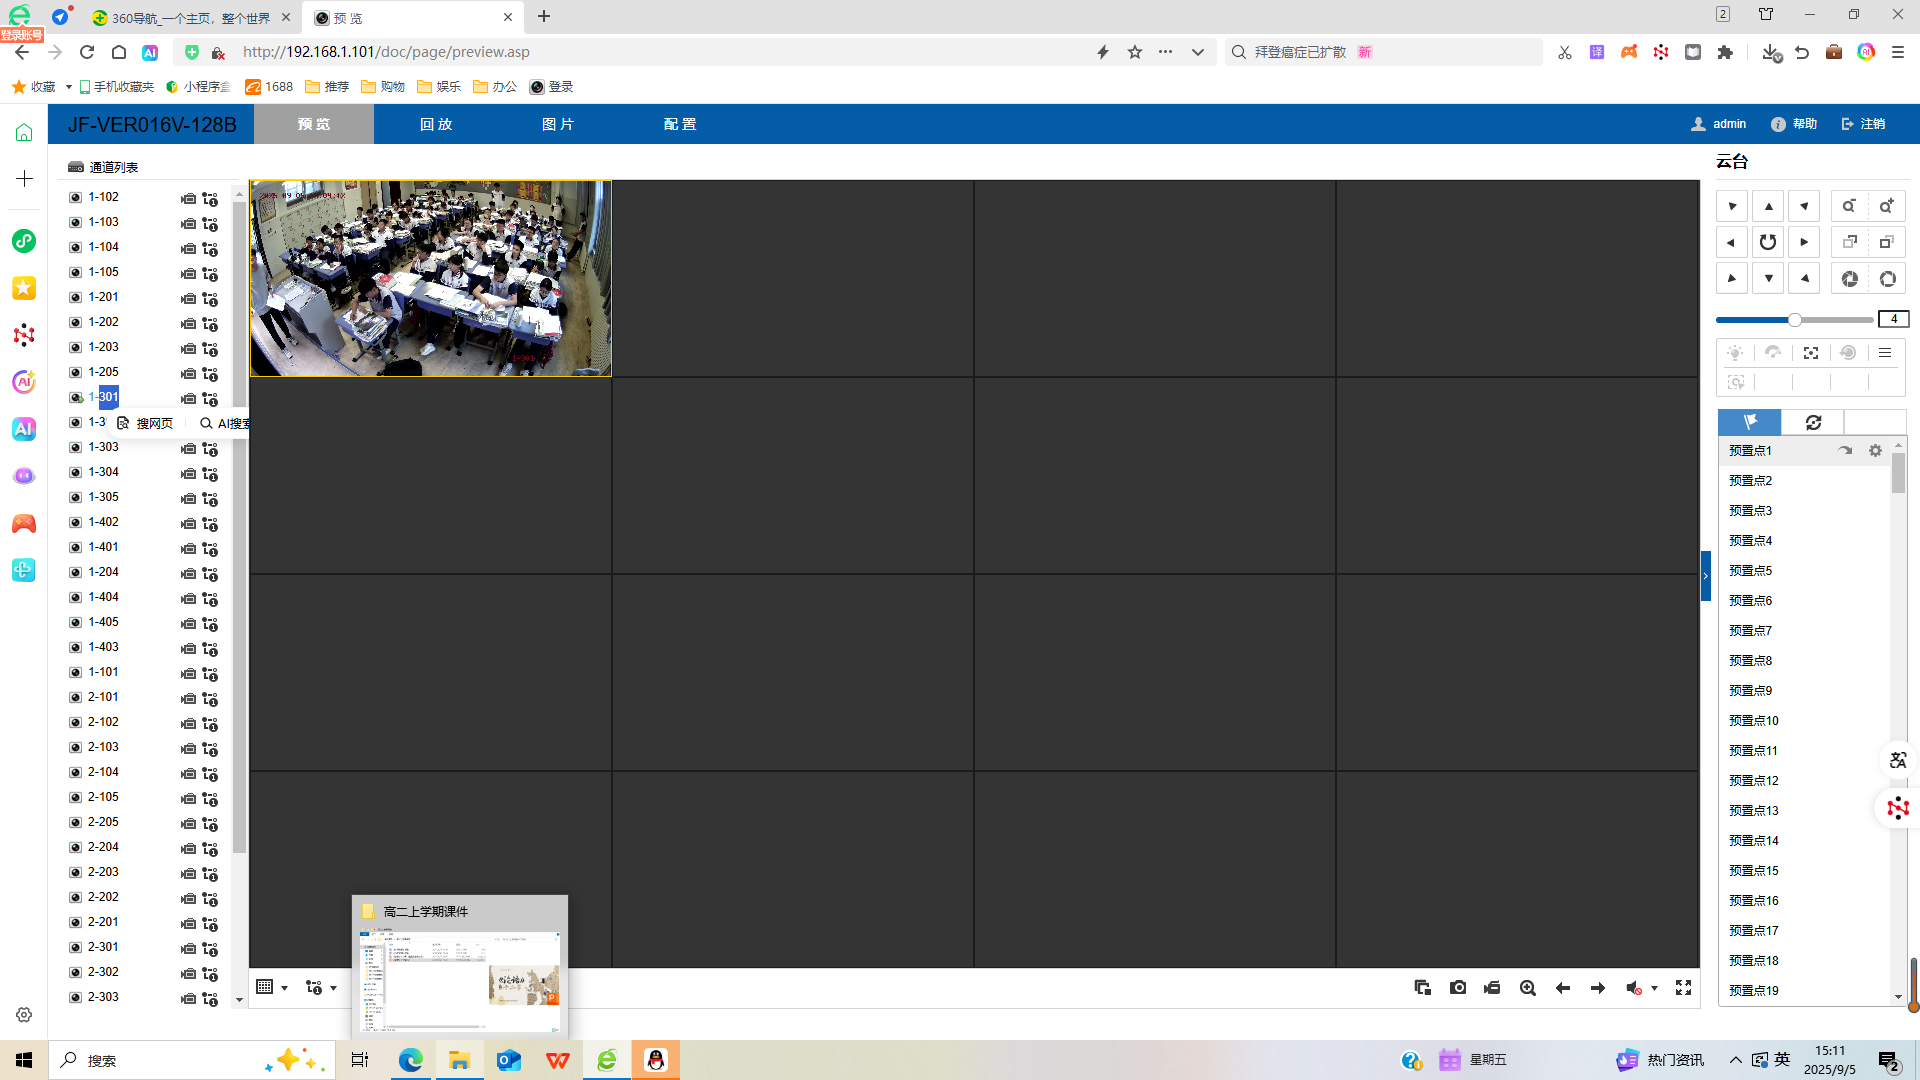 登录账号
360导航_一个主页，整个世界
预 览
2
http://192.168.1.101/doc/page/preview.asp
拜登癌症已扩散 新
收藏
手机收藏夹
小程序盒
1688
推荐
购物
娱乐
办公
登录
JF-VER016V-128B
预 览
回 放
图 片
配 置
admin
帮助
注销
通道列表
1-102
1-103
1-104
1-105
1-201
1-202
1-203
1-205
1-301
搜网页
AI搜索
1-303
1-304
1-305
1-402
1-401
1-204
1-404
1-405
1-403
1-101
2-101
2-102
2-103
2-104
2-105
2-205
2-204
2-203
2-202
2-201
2-301
2-302
2-303
1-301
高二上学期课件
云台
4
预置点1
预置点2
预置点3
预置点4
预置点5
预置点6
预置点7
预置点8
预置点9
预置点10
预置点11
预置点12
预置点13
预置点14
预置点15
预置点16
预置点17
预置点18
预置点19
搜索
星期五
热门资讯
英
15:11
2025/9/5
2